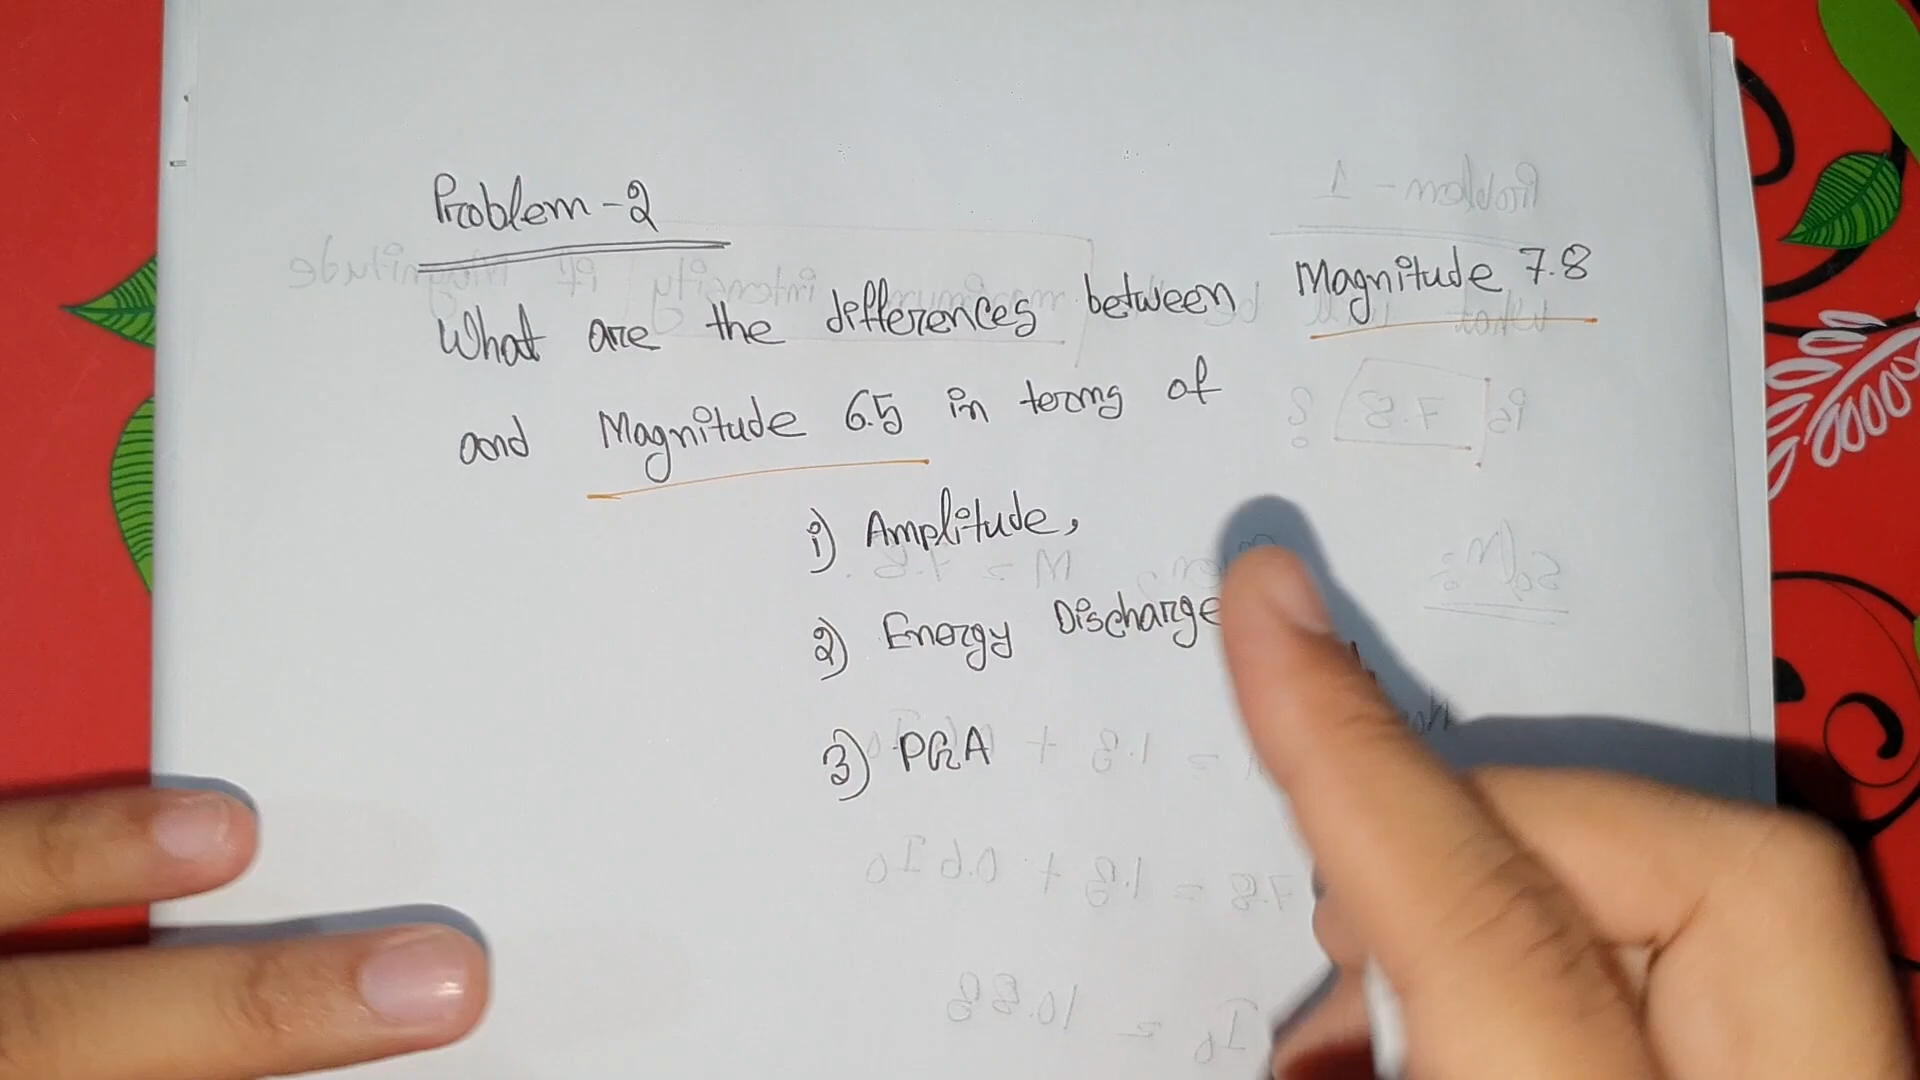 Problem-2
What are the differences between Magnitude 7.8
and Magnitude 6.5 in terms of
i) Amplitude,
2) Energy Discharge
3) PGA